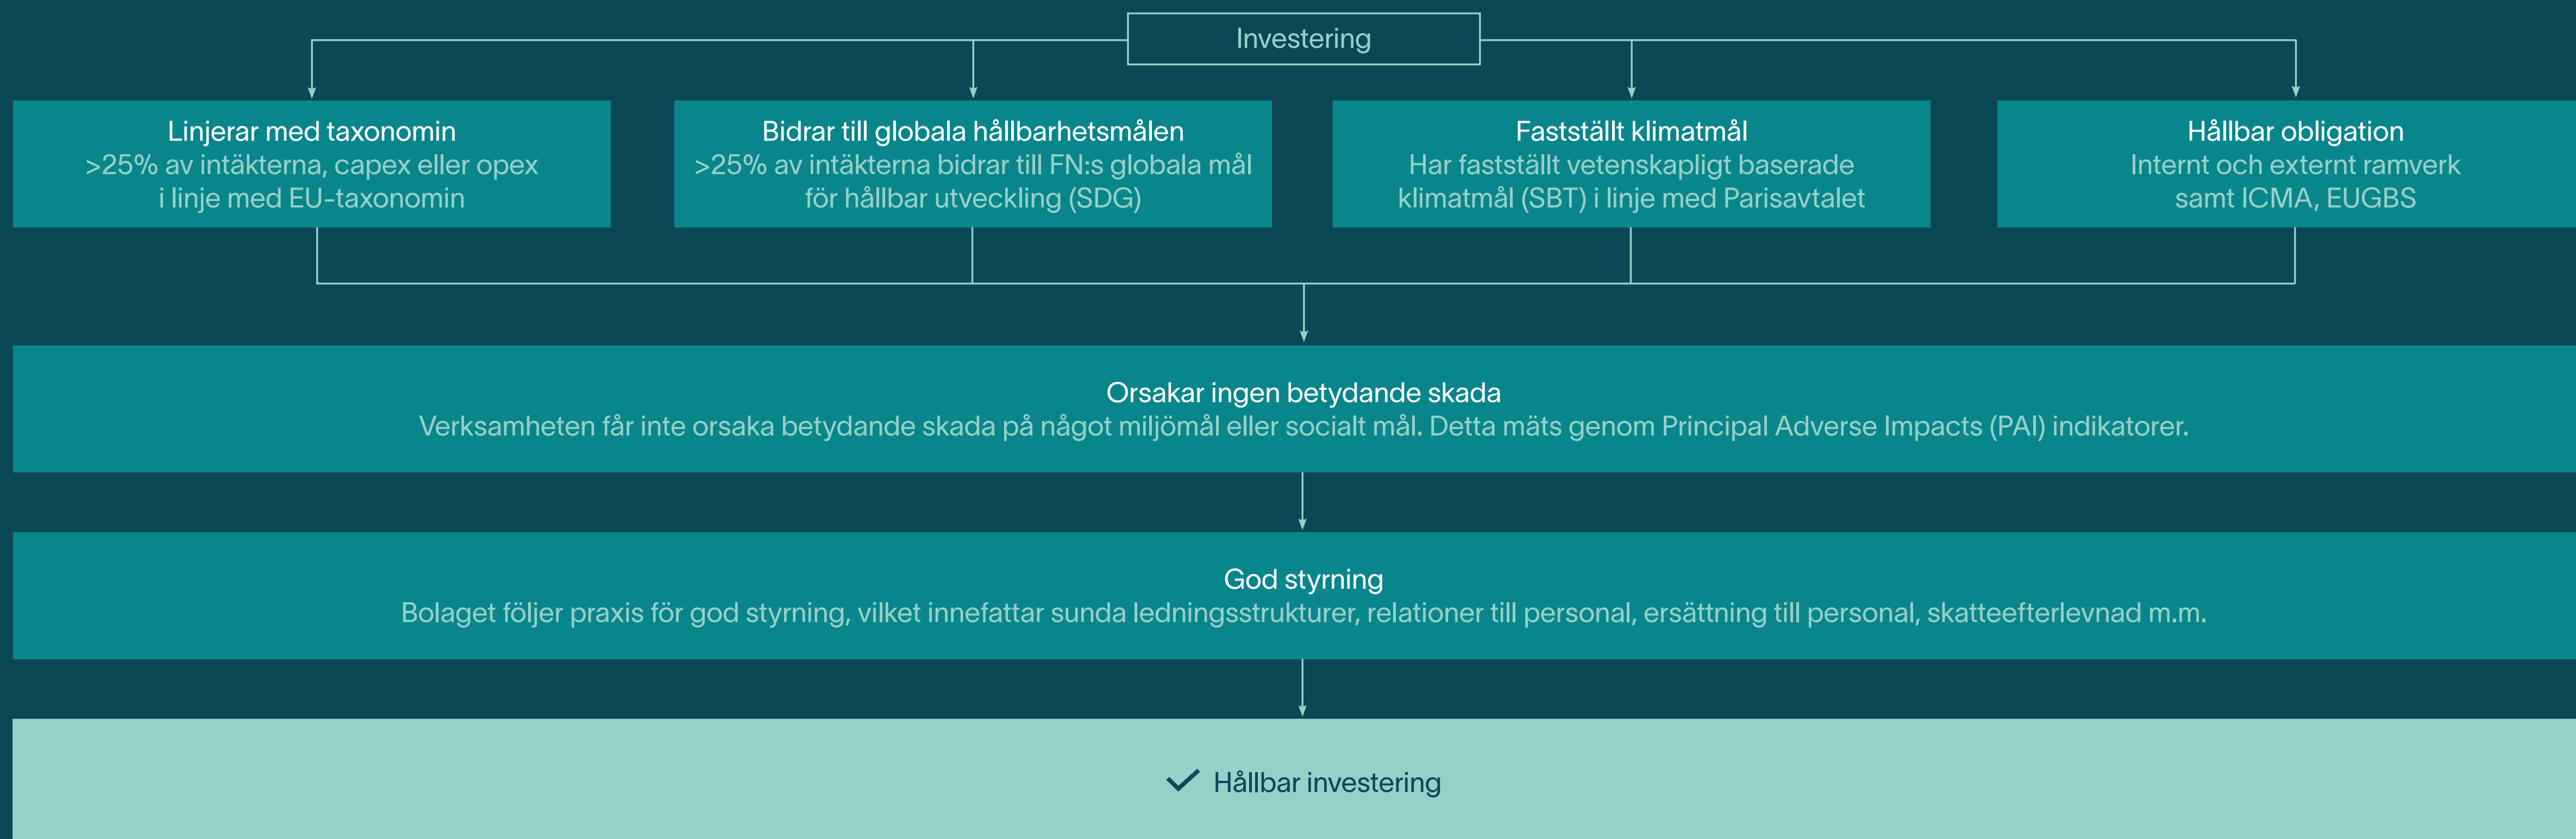 Investering
Linjerar med taxonomin
>25% av intäkterna, capex eller opex
i linje med EU-taxonomin
Bidrar till globala hållbarhetsmålen
>25% av intäkterna bidrar till FN:s globala mål
för hållbar utveckling (SDG)
Fastställt klimatmål
Har fastställt vetenskapligt baserade
klimatmål (SBT) i linje med Parisavtalet
Hållbar obligation
Internt och externt ramverk
samt ICMA, EUGBS
Orsakar ingen betydande skada
Verksamheten får inte orsaka betydande skada på något miljömål eller socialt mål. Detta mäts genom Principal Adverse Impacts (PAI) indikatorer.
God styrning
Bolaget följer praxis för god styrning, vilket innefattar sunda ledningsstrukturer, relationer till personal, ersättning till personal, skatteefterlevnad m.m.
Hållbar investering